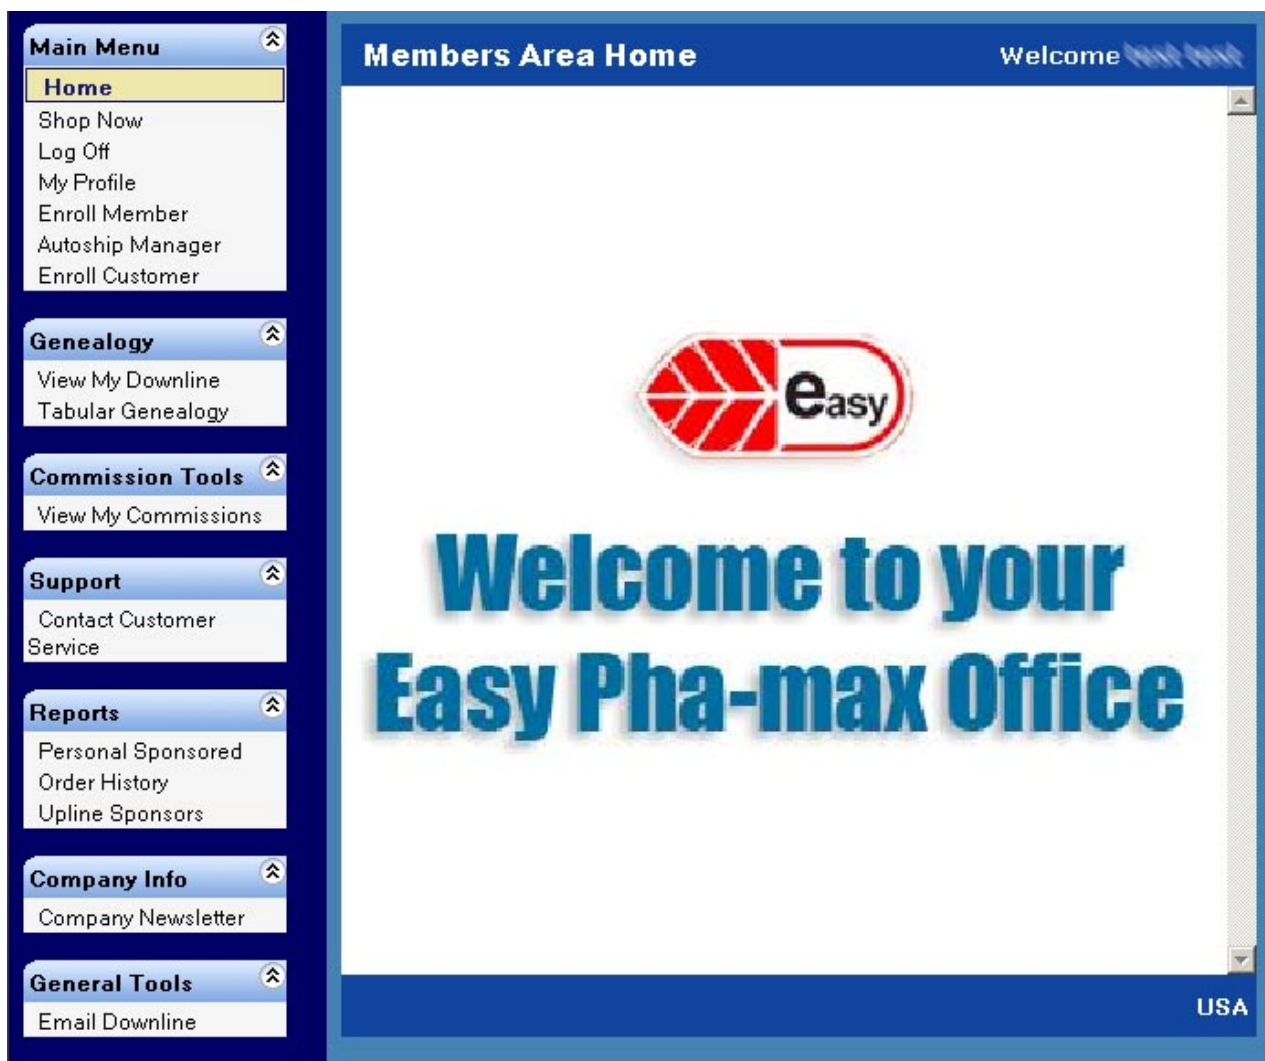 Main Menu
Home
Shop Now
Log Off
My Profile
Enroll Member
Autoship Manager
Enroll Customer
Genealogy
View My Downline
Tabular Genealogy
Commission Tools
View My Commissions
Support
Contact Customer
Service
Reports
Personal Sponsored
Order History
Upline Sponsors
Company Info
Company Newsletter
General Tools
Email Downline
Members Area Home
Welcome
easy
Welcome to your
Easy Pha-max Office
USA